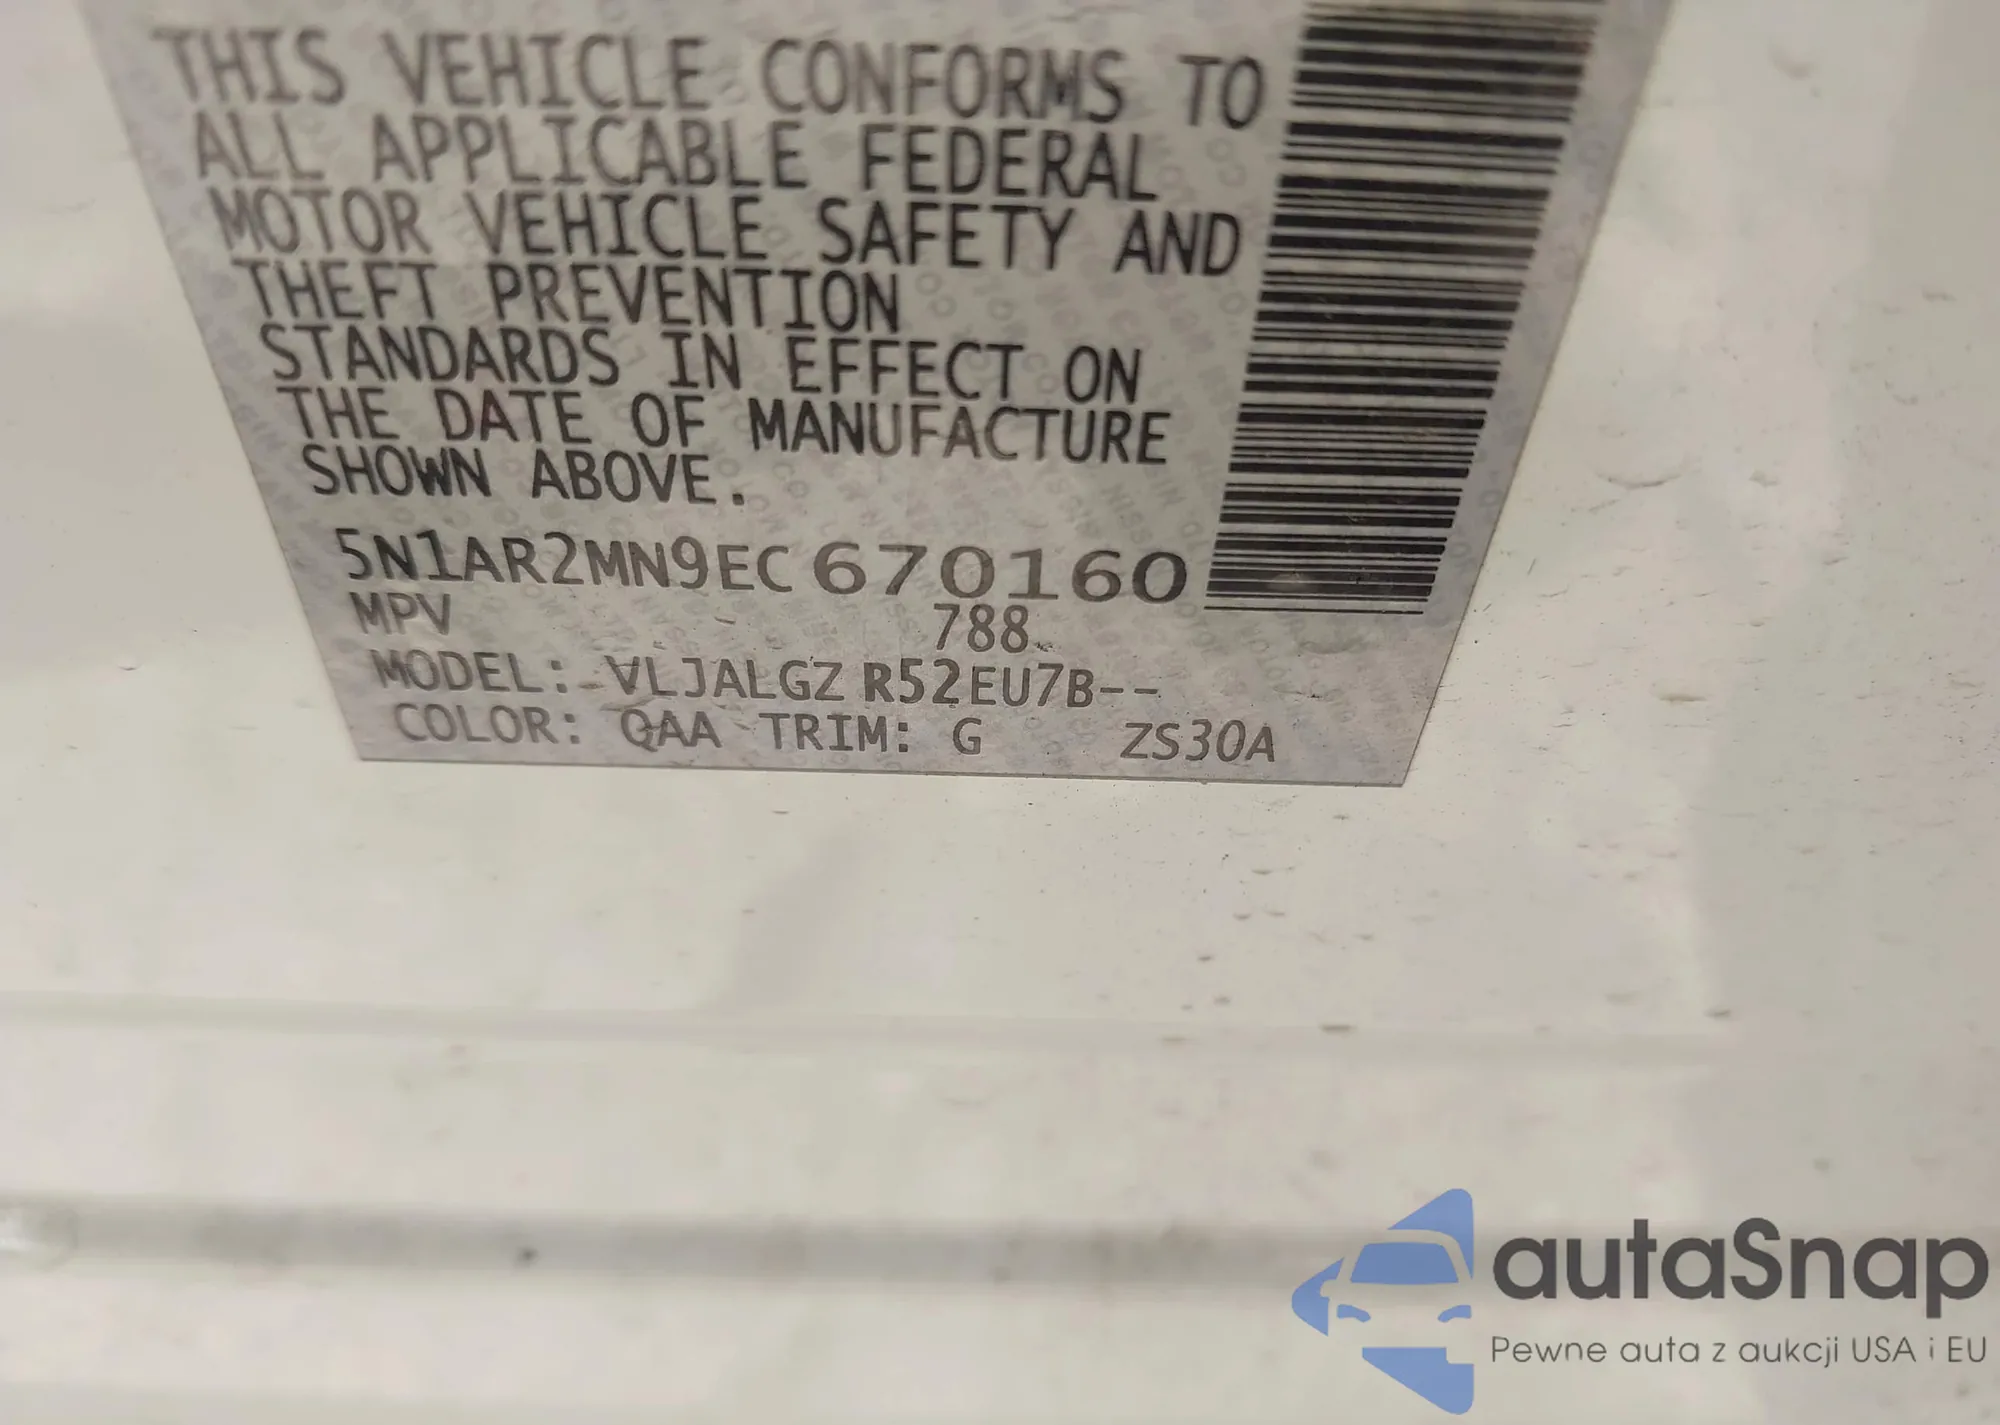 THIS VEHICLE CONFORMS TO
ALL APPLICABLE FEDERAL
MOTOR VEHICLE SAFETY AND
THEFT PREVENTION
STANDARDS IN EFFECT ON
THE DATE OF MANUFACTURE
SHOWN ABOVE.
5N1AR2MN9EC670160
MPV 788
MODEL: VLJALGZ R52EU7B--
COLOR: QAA TRIM: G ZS30A
autaSnap
Pewne auta z aukcji USA i EU